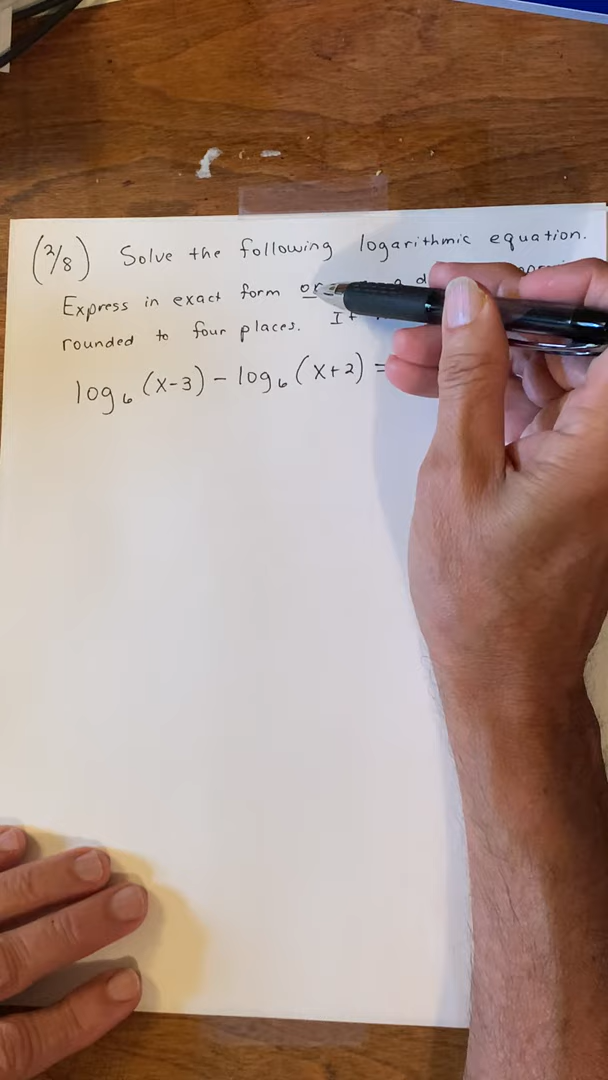 (2/8) Solve the following logarithmic equation.
Express in exact form or
rounded to four places. If
log₆ (x-3) - log₆ (x+2) =